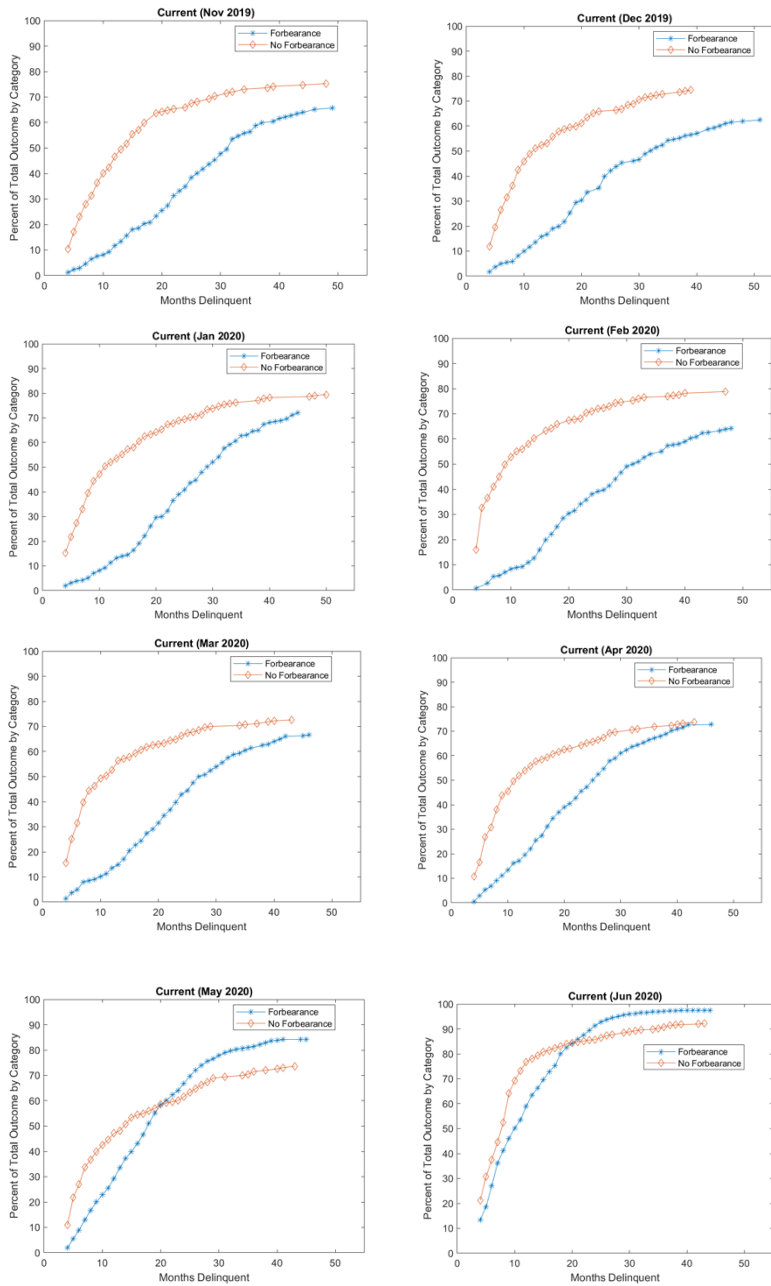 Current (Nov 2019)
Forbearance
No Forbearance
Percent of Total Outcome by Category
100
90
80
70
60
50
40
30
20
10
0
0 10 20 30 40 50
Months Delinquent
Current (Dec 2019)
Forbearance
No Forbearance
Percent of Total Outcome by Category
100
90
80
70
60
50
40
30
20
10
0
0 10 20 30 40 50
Months Delinquent
Current (Jan 2020)
Forbearance
No Forbearance
Percent of Total Outcome by Category
100
90
80
70
60
50
40
30
20
10
0
0 10 20 30 40 50
Months Delinquent
Current (Feb 2020)
Forbearance
No Forbearance
Percent of Total Outcome by Category
100
90
80
70
60
50
40
30
20
10
0
0 10 20 30 40 50
Months Delinquent
Current (Mar 2020)
Forbearance
No Forbearance
Percent of Total Outcome by Category
100
90
80
70
60
50
40
30
20
10
0
0 10 20 30 40 50
Months Delinquent
Current (Apr 2020)
Forbearance
No Forbearance
Percent of Total Outcome by Category
100
90
80
70
60
50
40
30
20
10
0
0 10 20 30 40 50
Months Delinquent
Current (May 2020)
Forbearance
No Forbearance
Percent of Total Outcome by Category
100
90
80
70
60
50
40
30
20
10
0
0 10 20 30 40 50
Months Delinquent
Current (Jun 2020)
Forbearance
No Forbearance
Percent of Total Outcome by Category
100
90
80
70
60
50
40
30
20
10
0
0 10 20 30 40 50
Months Delinquent